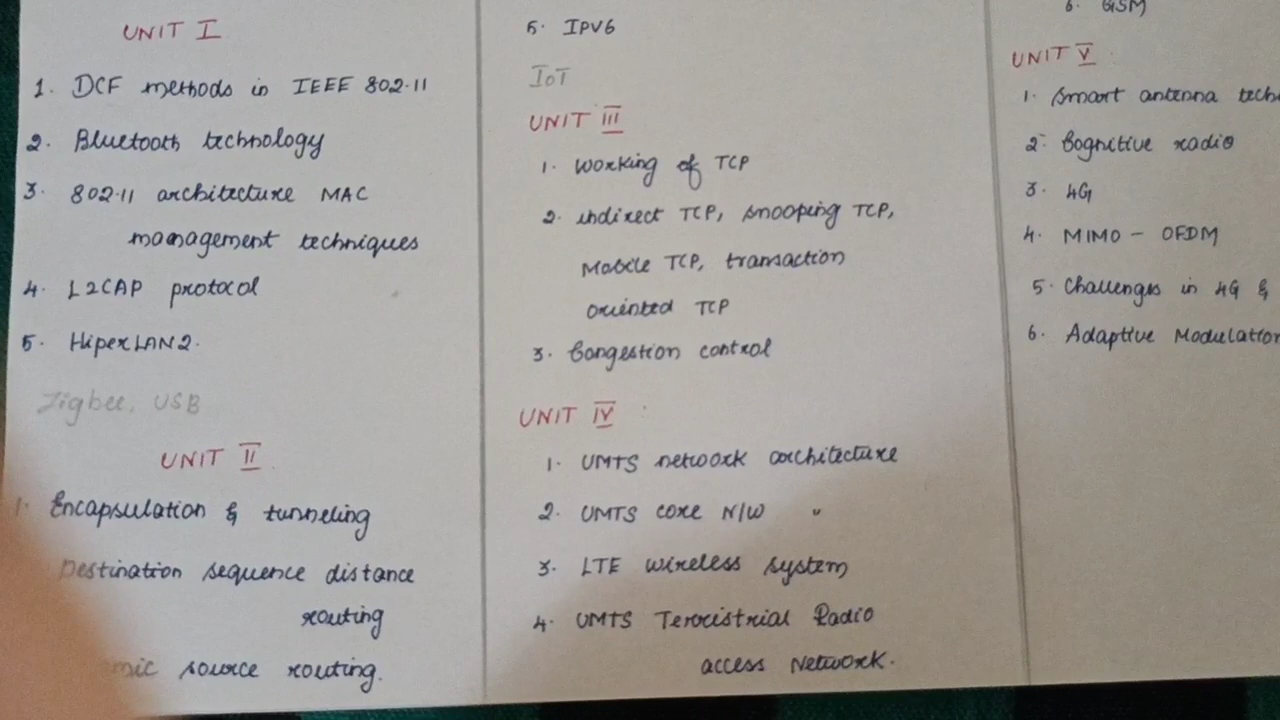 UNIT I
1. DCF methods in IEEE 802.11
2. Bluetooth technology
3. 802.11 architecture MAC
management techniques
4. L2CAP protocol
5. HiperLAN2.
Zigbee, USB
UNIT II
1. Encapsulation & tunneling
Destination sequence distance
routing
mic source routing.
5. IPV6
IoT
UNIT III
1. working of TCP
2. indirect TCP, snooping TCP,
Mobile TCP, transaction
oriented TCP
3. Congestion control
UNIT IV
1. UMTS network architecture
2. UMTS core N/W "
3. LTE wireless system
4. UMTS Terristrial Radio
access Network.
6. GSM
UNIT V
1. smart antenna tech
2. Cognitive radio
3. 4G
4. MIMO - OFDM
5. Challenges in 4G &
6. Adaptive Modulation